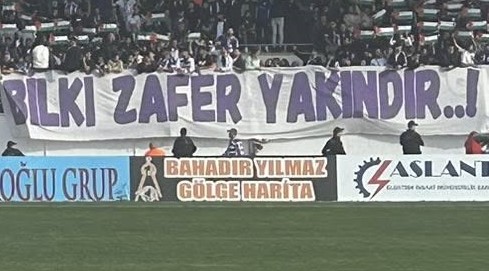 BİLKİ ZAFER YAKINDIR..!
OĞLU GRUP
BAHADIR YILMAZ
GÖLGE HARİTA
ASLANT